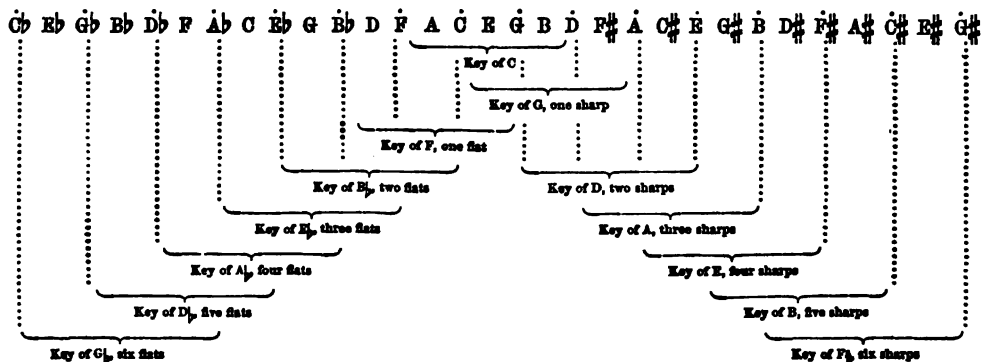 Ċ♭ E♭ Ġ♭ B♭ Ḋ♭ F Ȧ♭ C Ė♭ G Ḃ♭ D Ḟ A Ċ E Ġ B Ḋ F♯ Ȧ C♯ Ė G♯ Ḃ D♯ Ḟ♯ A♯ Ċ♯ E♯ Ġ♯
Key of C
Key of G, one sharp
Key of F, one flat
Key of B♭, two flats Key of D, two sharps
Key of E♭, three flats Key of A, three sharps
Key of A♭, four flats Key of E, four sharps
Key of D♭, five flats Key of B, five sharps
Key of G♭, six flats Key of F♯, six sharps